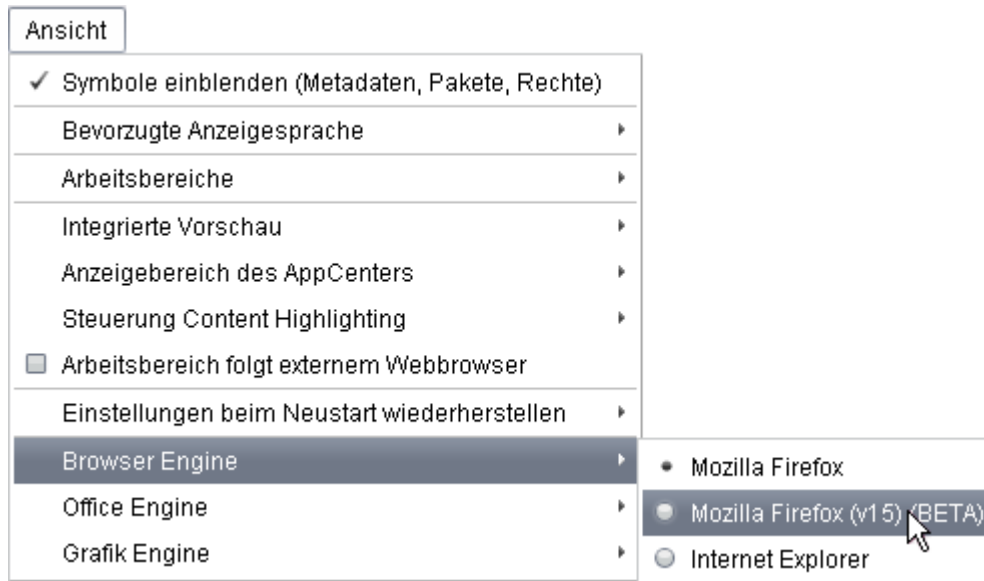 Ansicht
Symbole einblenden (Metadaten, Pakete, Rechte)
Bevorzugte Anzeigesprache
Arbeitsbereiche
Integrierte Vorschau
Anzeigebereich des AppCenters
Steuerung Content Highlighting
Arbeitsbereich folgt externem Webbrowser
Einstellungen beim Neustart wiederherstellen
Browser Engine
Mozilla Firefox
Mozilla Firefox (v15) (BETA)
Internet Explorer
Office Engine
Grafik Engine